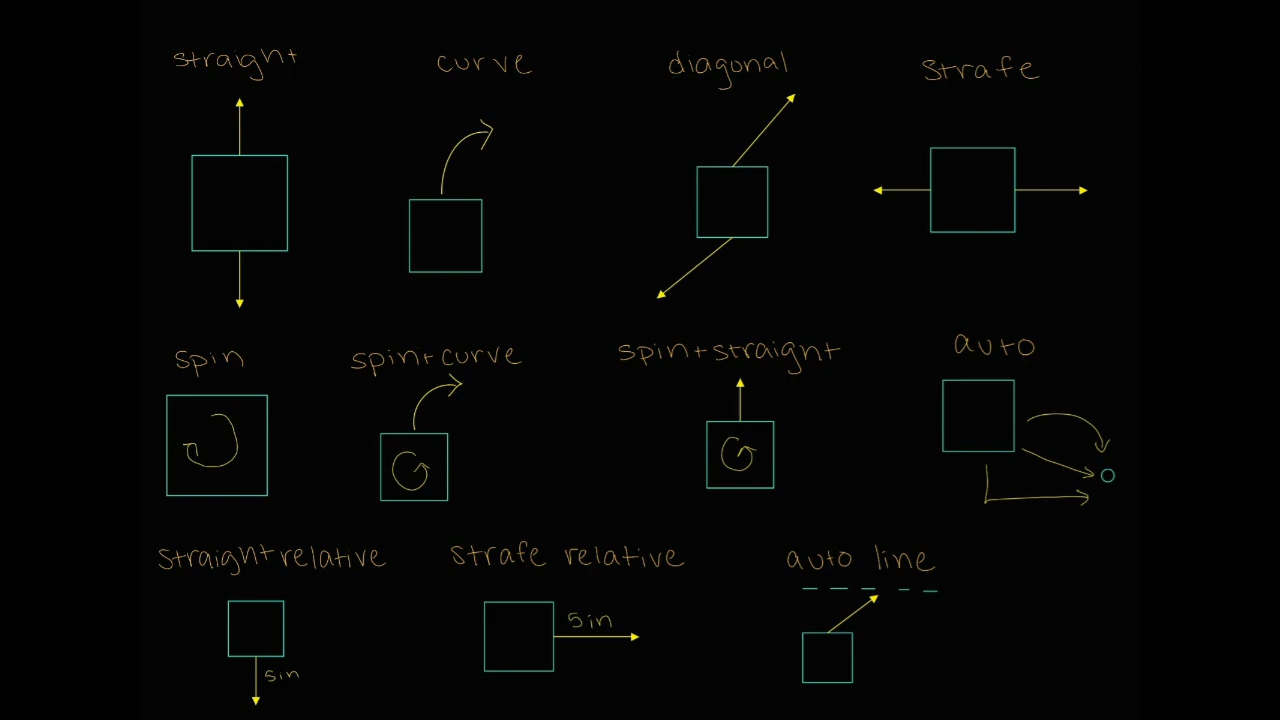 straight
curve
diagonal
strafe
spin
spin+curve
spin+straight
auto
straight relative
strafe relative
auto line
5in
5in